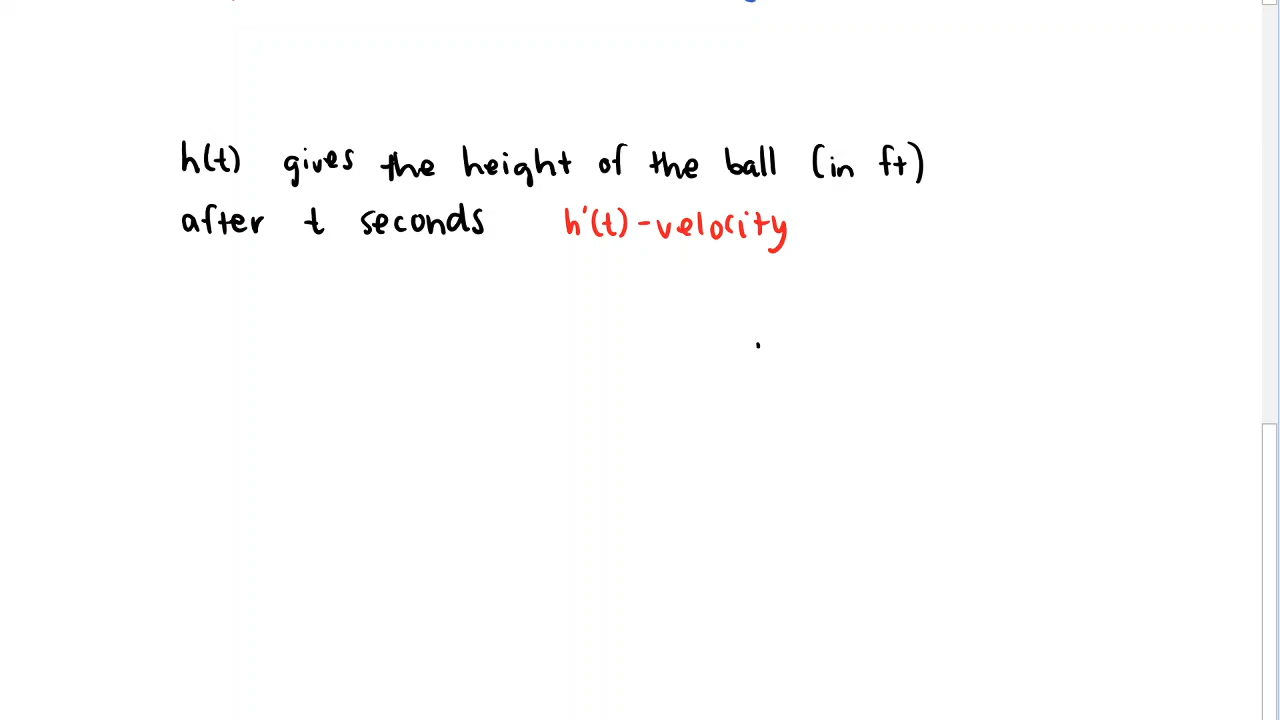 h(t) gives the height of the ball (in ft)
after t seconds h'(t) - velocity